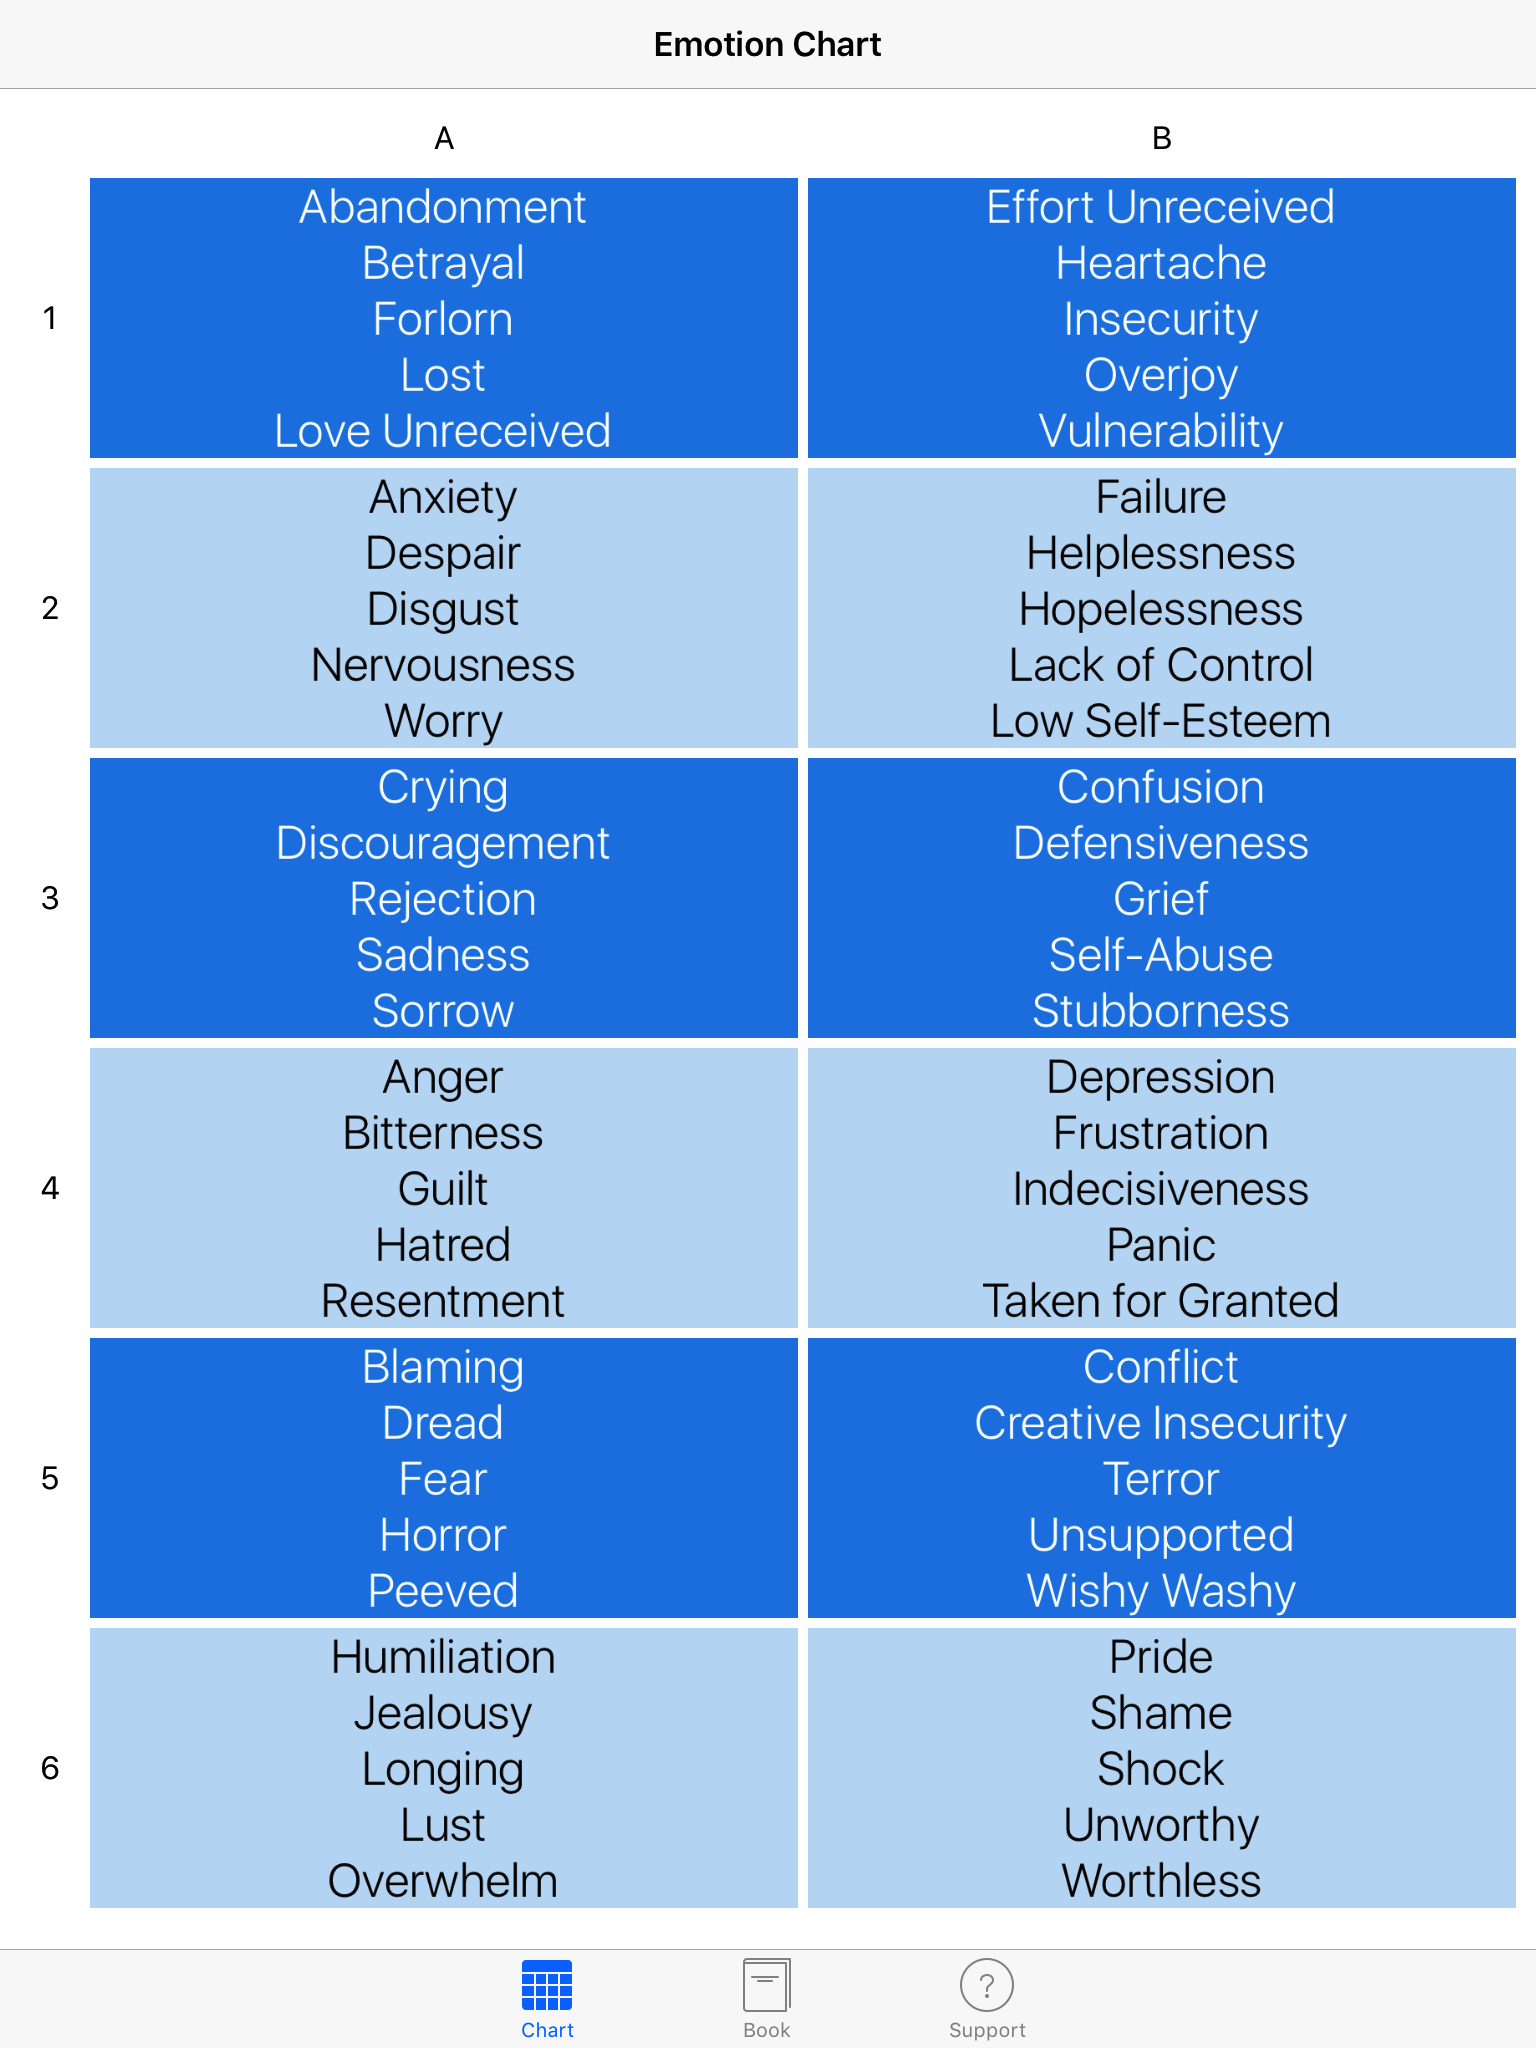 Emotion Chart
A
B
1
Abandonment
Betrayal
Forlorn
Lost
Love Unreceived
Effort Unreceived
Heartache
Insecurity
Overjoy
Vulnerability
2
Anxiety
Despair
Disgust
Nervousness
Worry
Failure
Helplessness
Hopelessness
Lack of Control
Low Self-Esteem
3
Crying
Discouragement
Rejection
Sadness
Sorrow
Confusion
Defensiveness
Grief
Self-Abuse
Stubborness
4
Anger
Bitterness
Guilt
Hatred
Resentment
Depression
Frustration
Indecisiveness
Panic
Taken for Granted
5
Blaming
Dread
Fear
Horror
Peeved
Conflict
Creative Insecurity
Terror
Unsupported
Wishy Washy
6
Humiliation
Jealousy
Longing
Lust
Overwhelm
Pride
Shame
Shock
Unworthy
Worthless
Chart
Book
?
Support